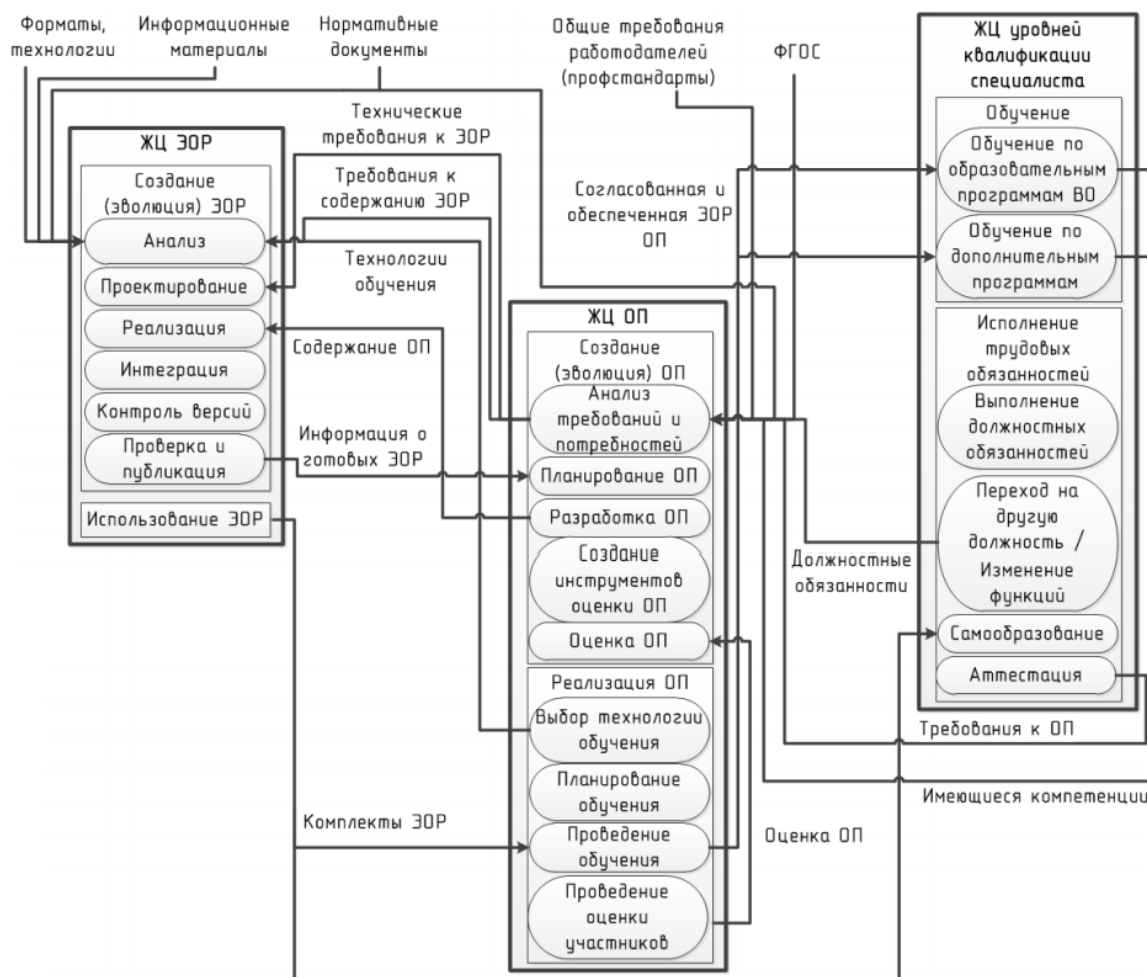 Форматы,
технологии
Информационные
материалы
Нормативные
документы
Общие требования
работодателей
(профстандарты)
ФГОС
ЖЦ ЭОР
Создание
(эволюция) ЭОР
Анализ
Проектирование
Реализация
Интеграция
Контроль версий
Проверка и
публикация
Использование ЭОР
Технические
требования к ЭОР
Требования к
содержанию ЭОР
Технологии
обучения
Содержание ОП
Информация о
готовых ЭОР
Комплекты ЭОР
ЖЦ ОП
Создание
(эволюция) ОП
Анализ
требований и
потребностей
Планирование ОП
Разработка ОП
Создание
инструментов
оценки ОП
Оценка ОП
Реализация ОП
Выбор технологии
обучения
Планирование
обучения
Проведение
обучения
Проведение
оценки
участников
Согласованная и
обеспеченная ЭОР
ОП
Должностные
обязанности
Оценка ОП
ЖЦ уровней
квалификации
специалиста
Обучение
Обучение по
образовательным
программам ВО
Обучение по
дополнительным
программам
Исполнение
трудовых
обязанностей
Выполнение
должностных
обязанностей
Переход на
другую
должность /
Изменение
функций
Самообразование
Аттестация
Требования к ОП
Имеющиеся компетенции